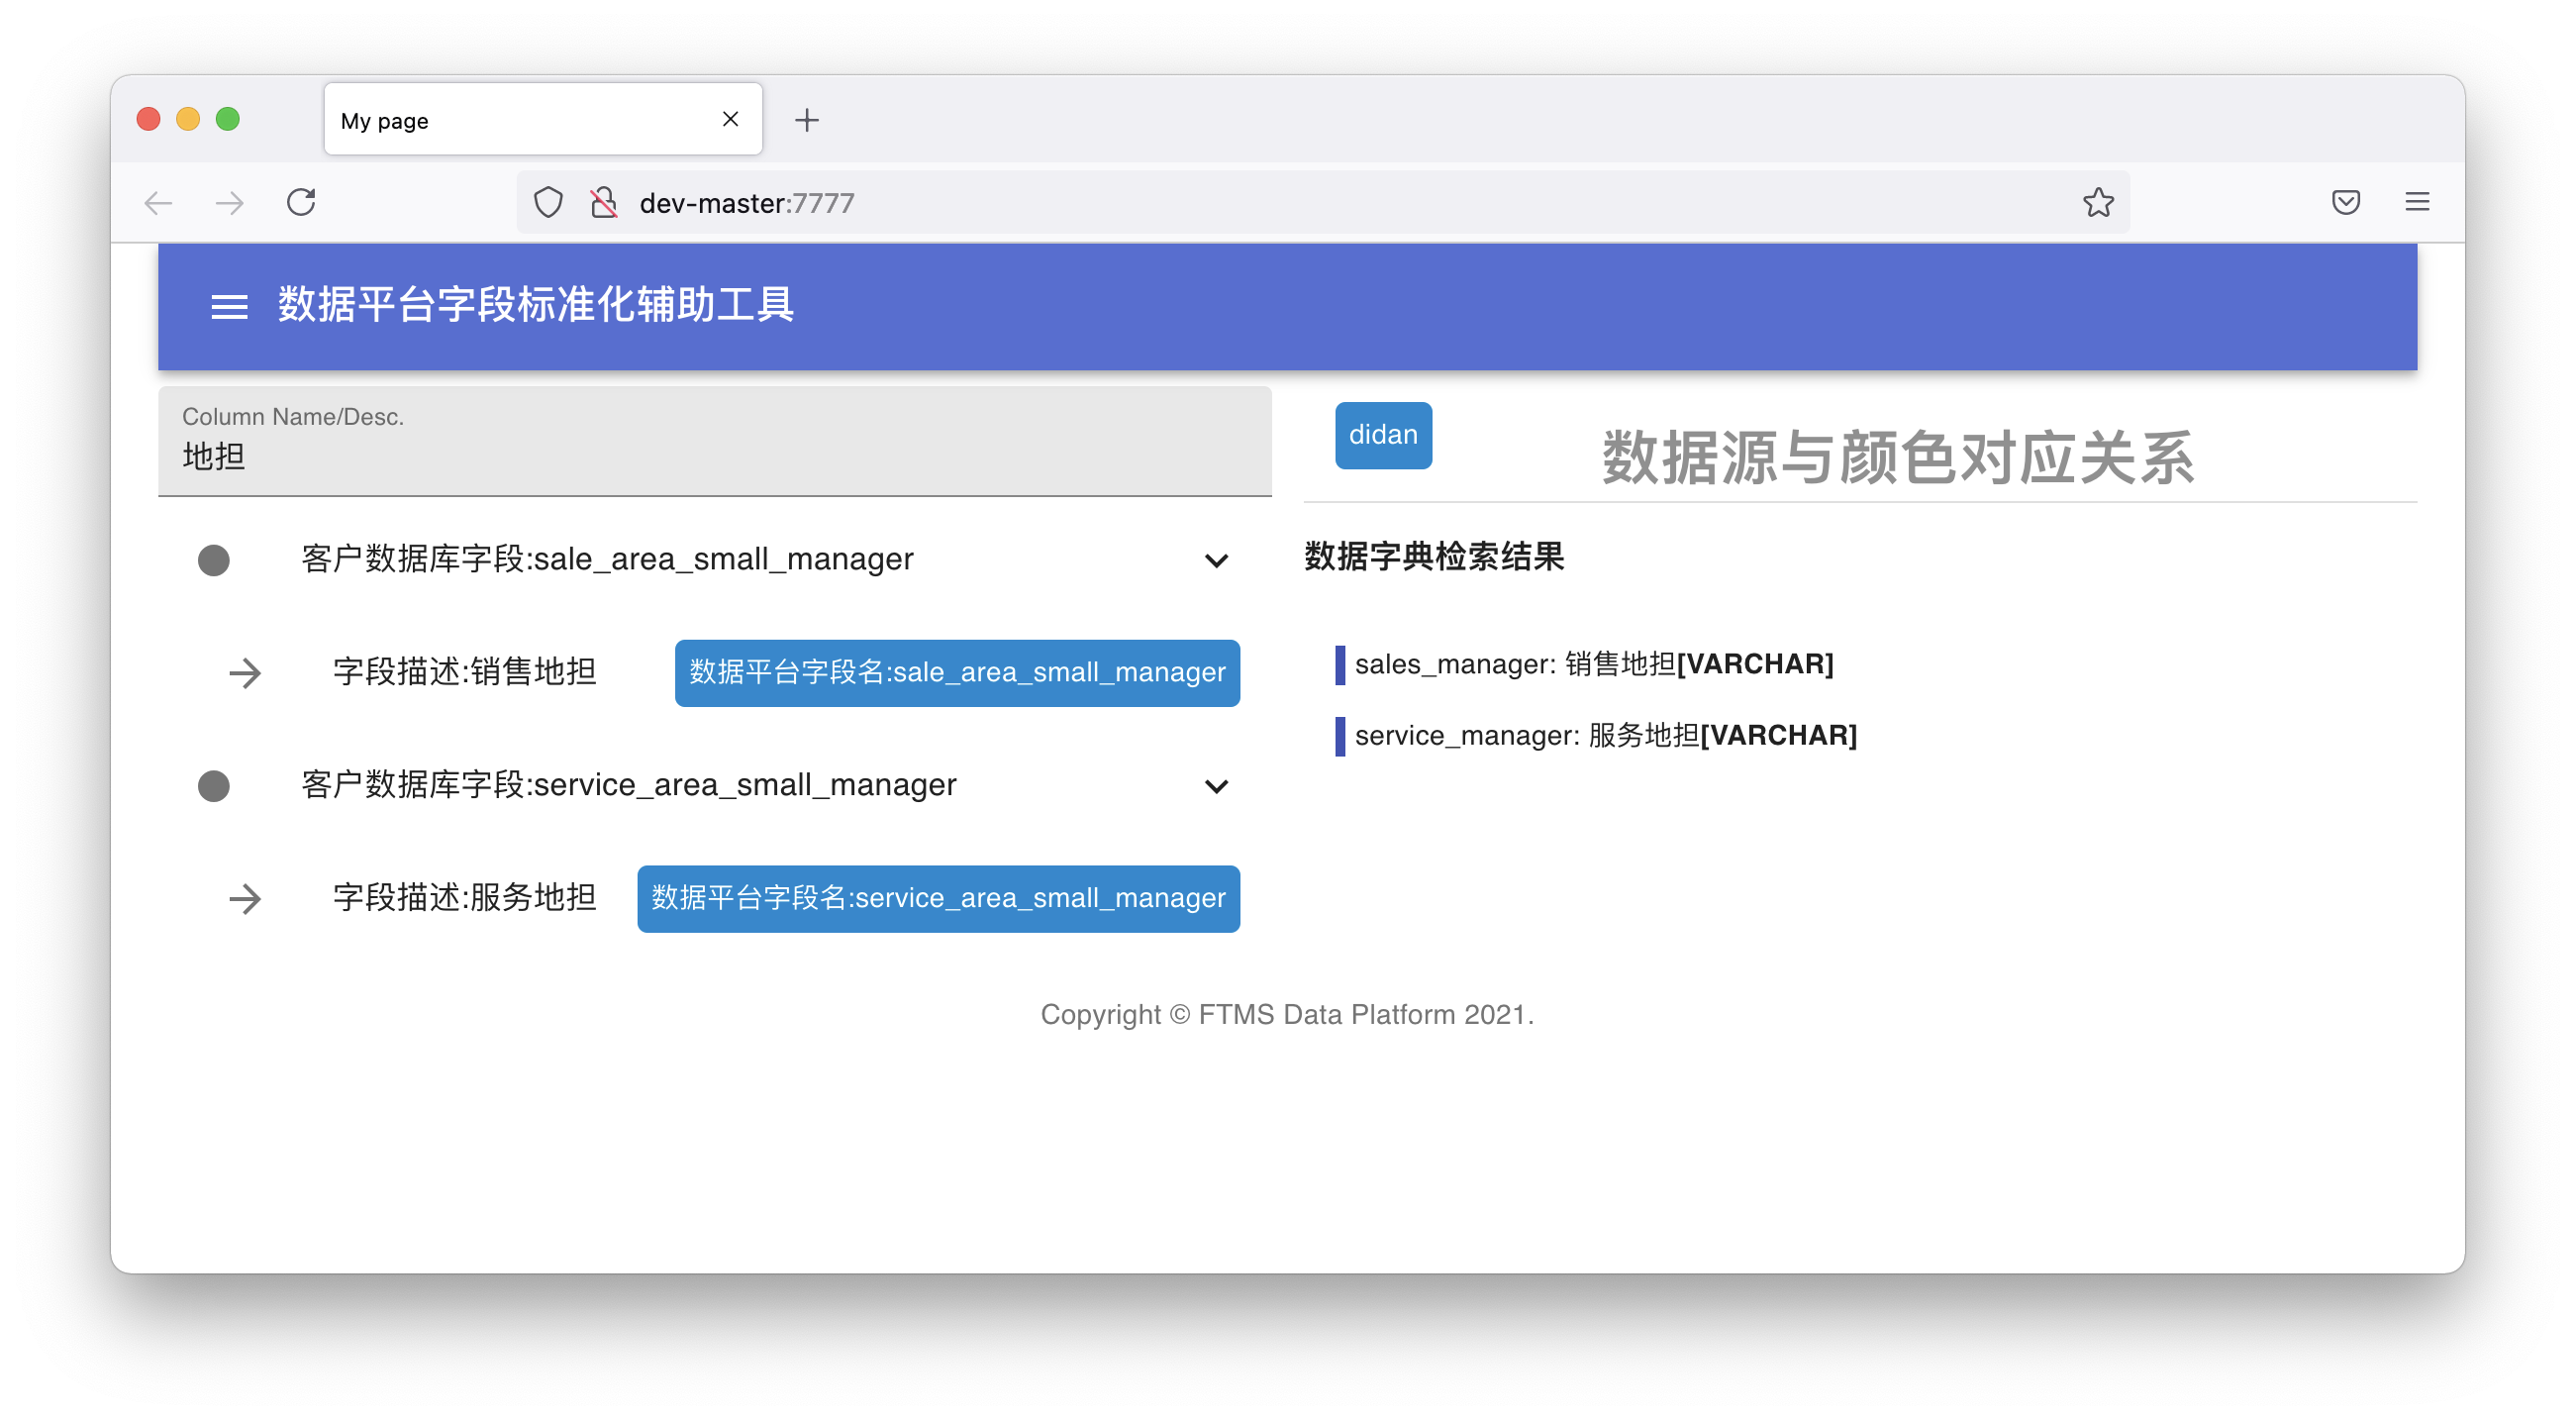 My page
dev-master:7777
数据平台字段标准化辅助工具
Column Name/Desc.
地担
客户数据库字段:sale_area_small_manager
字段描述:销售地担 数据平台字段名:sale_area_small_manager
客户数据库字段:service_area_small_manager
字段描述:服务地担 数据平台字段名:service_area_small_manager
didan
数据源与颜色对应关系
数据字典检索结果
sales_manager: 销售地担[VARCHAR]
service_manager: 服务地担[VARCHAR]
Copyright © FTMS Data Platform 2021.